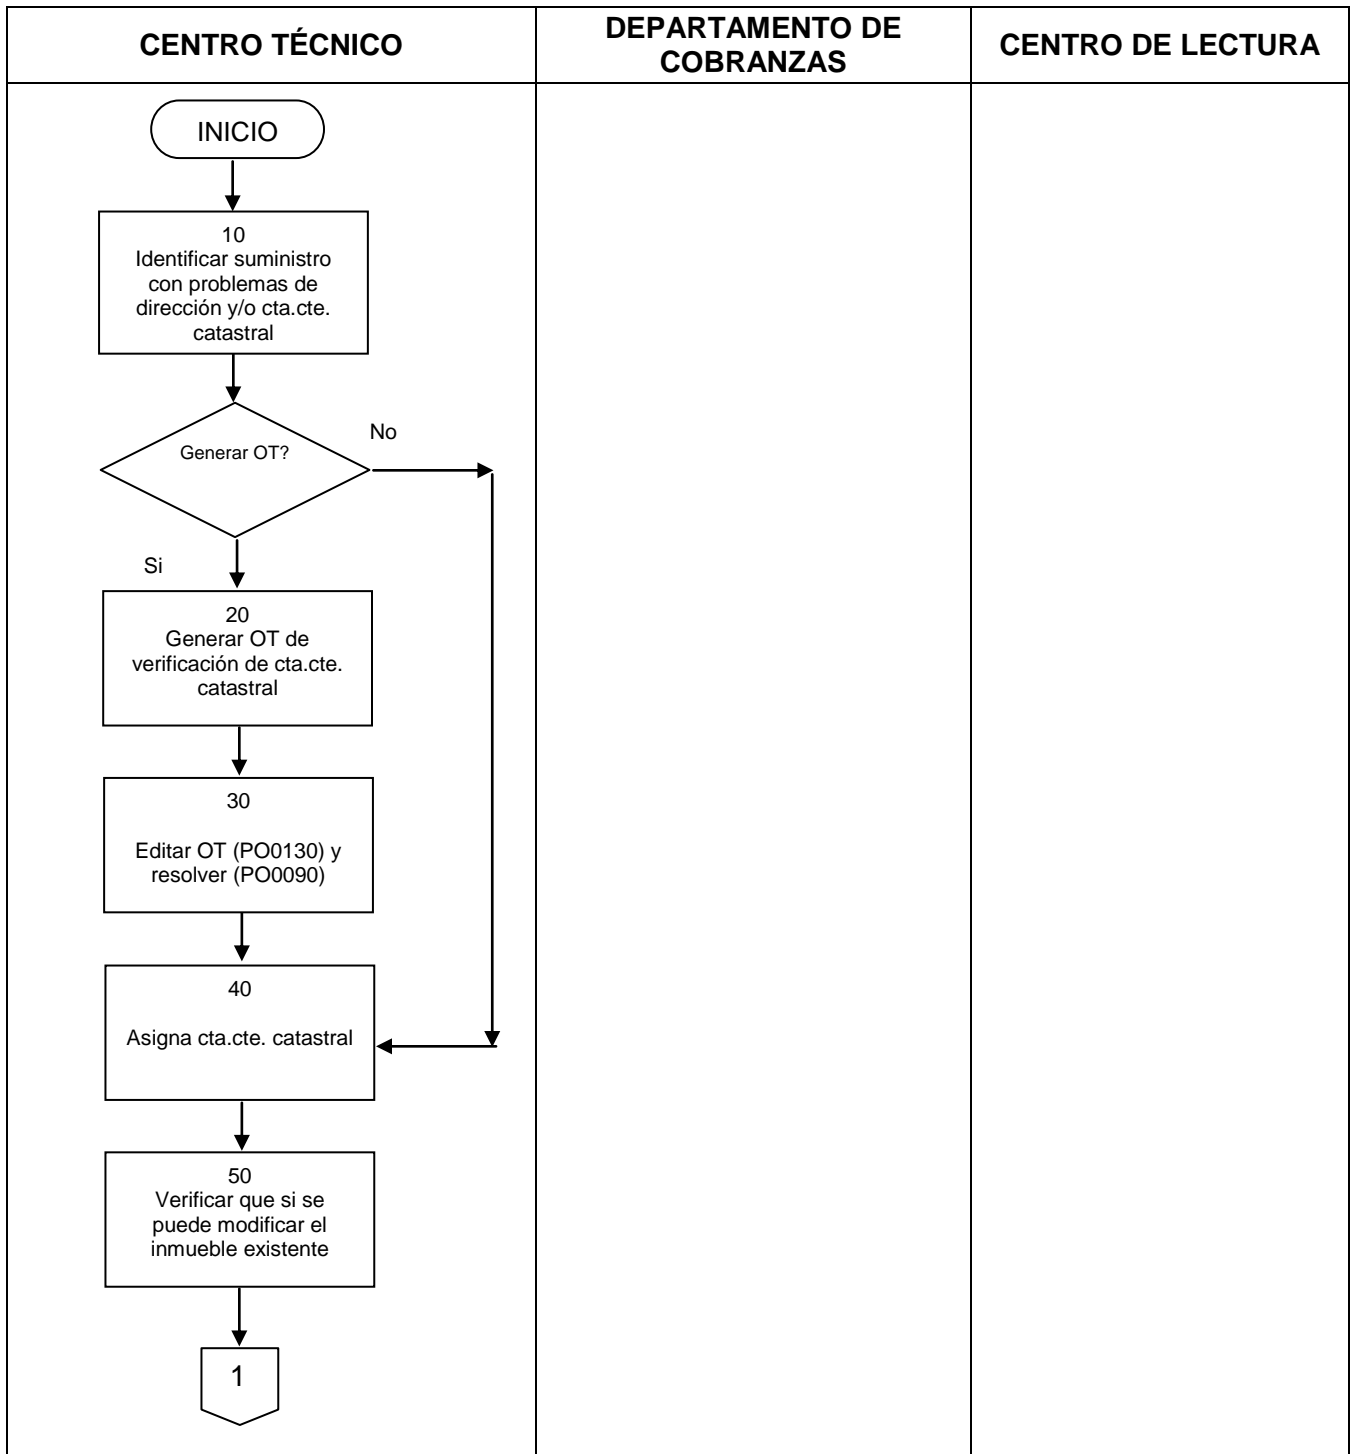 CENTRO TÉCNICO
DEPARTAMENTO DE
COBRANZAS
CENTRO DE LECTURA
INICIO
10
Identificar suministro
con problemas de
dirección y/o cta.cte.
catastral
Generar OT?
No
Si
20
Generar OT de
verificación de cta.cte.
catastral
30
Editar OT (PO0130) y
resolver (PO0090)
40
Asigna cta.cte. catastral
50
Verificar que si se
puede modificar el
inmueble existente
1